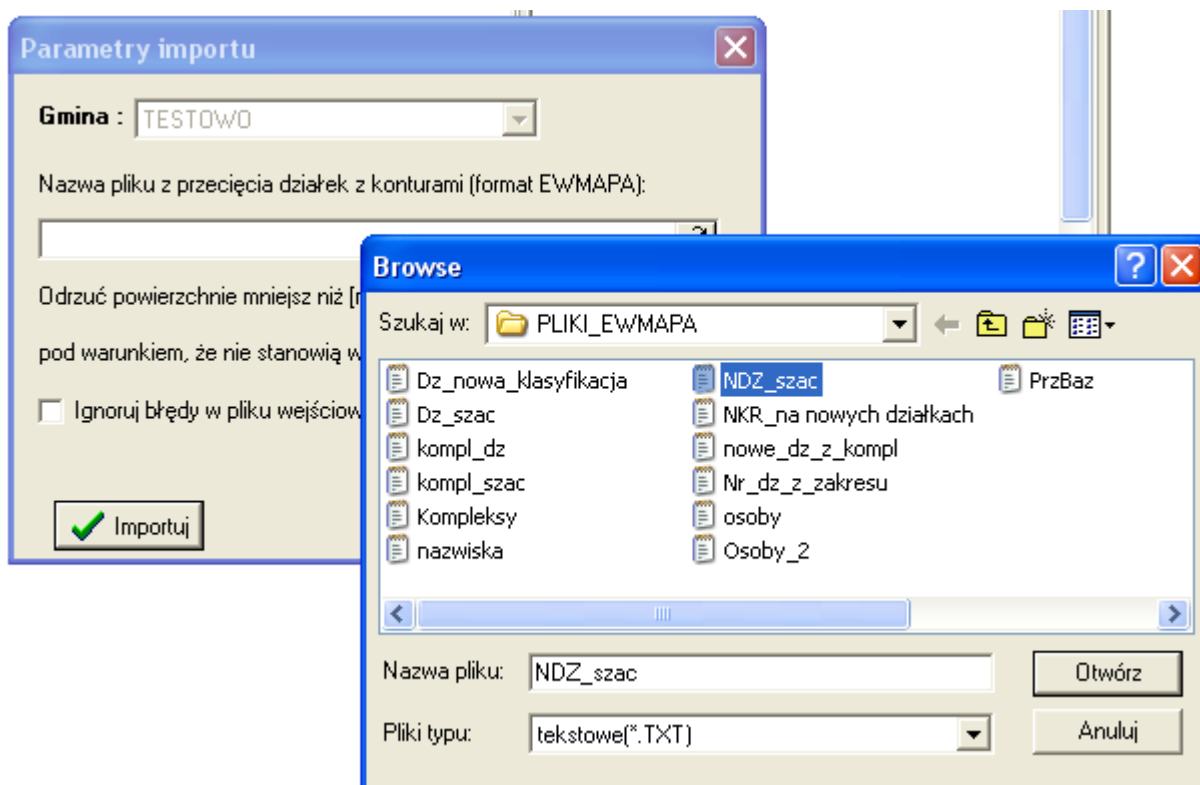 Parametry importu
Gmina : TESTOWO
Nazwa pliku z przecięcia działek z konturami (format EWMAPA):
Odrzuć powierzchnie mniejsz niż [
pod warunkiem, że nie stanowią w
Ignoruj błędy w pliku wejściow
Importuj
Browse
Szukaj w: PLIKI_EWMAPA
Dz_nowa_klasyfikacja NDZ_szac PrzBaz
Dz_szac NKR_na nowych działkach
kompl_dz nowe_dz_z_kompl
kompl_szac Nr_dz_z_zakresu
Kompleksy osoby
nazwiska Osoby_2
Nazwa pliku: NDZ_szac Otwórz
Pliki typu: tekstowe(*.TXT) Anuluj